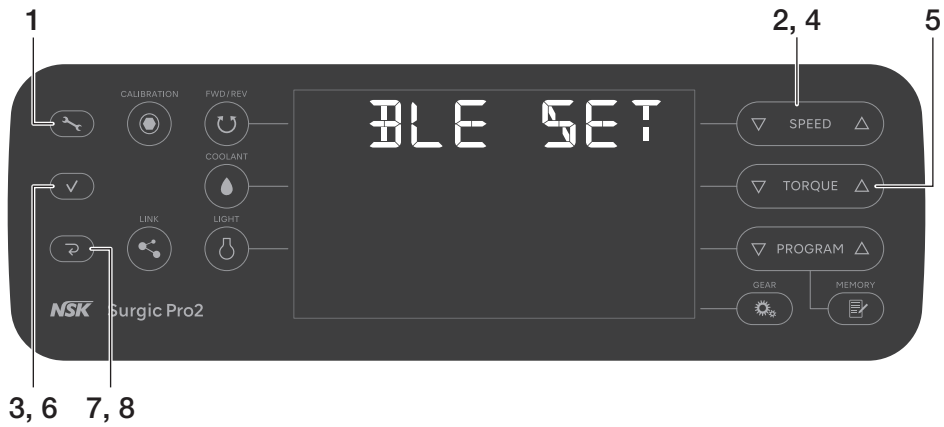 1
2, 4
5
CALIBRATION
FWD/REV
BLE SET
SPEED
COOLANT
TORQUE
LINK
LIGHT
PROGRAM
GEAR
MEMORY
NSK Surgic Pro2
3, 6
7, 8